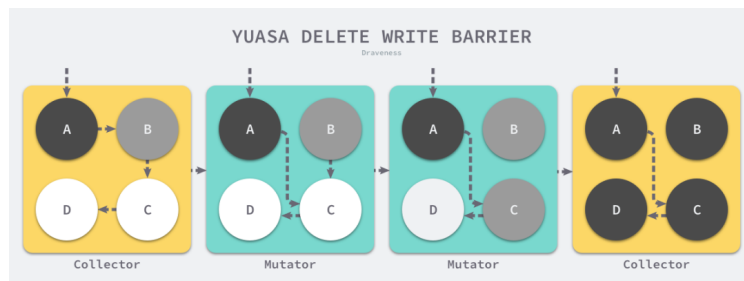 YUASA DELETE WRITE BARRIER
Draveness
A B A B A B A B
D C D C D C D C
Collector Mutator Mutator Collector